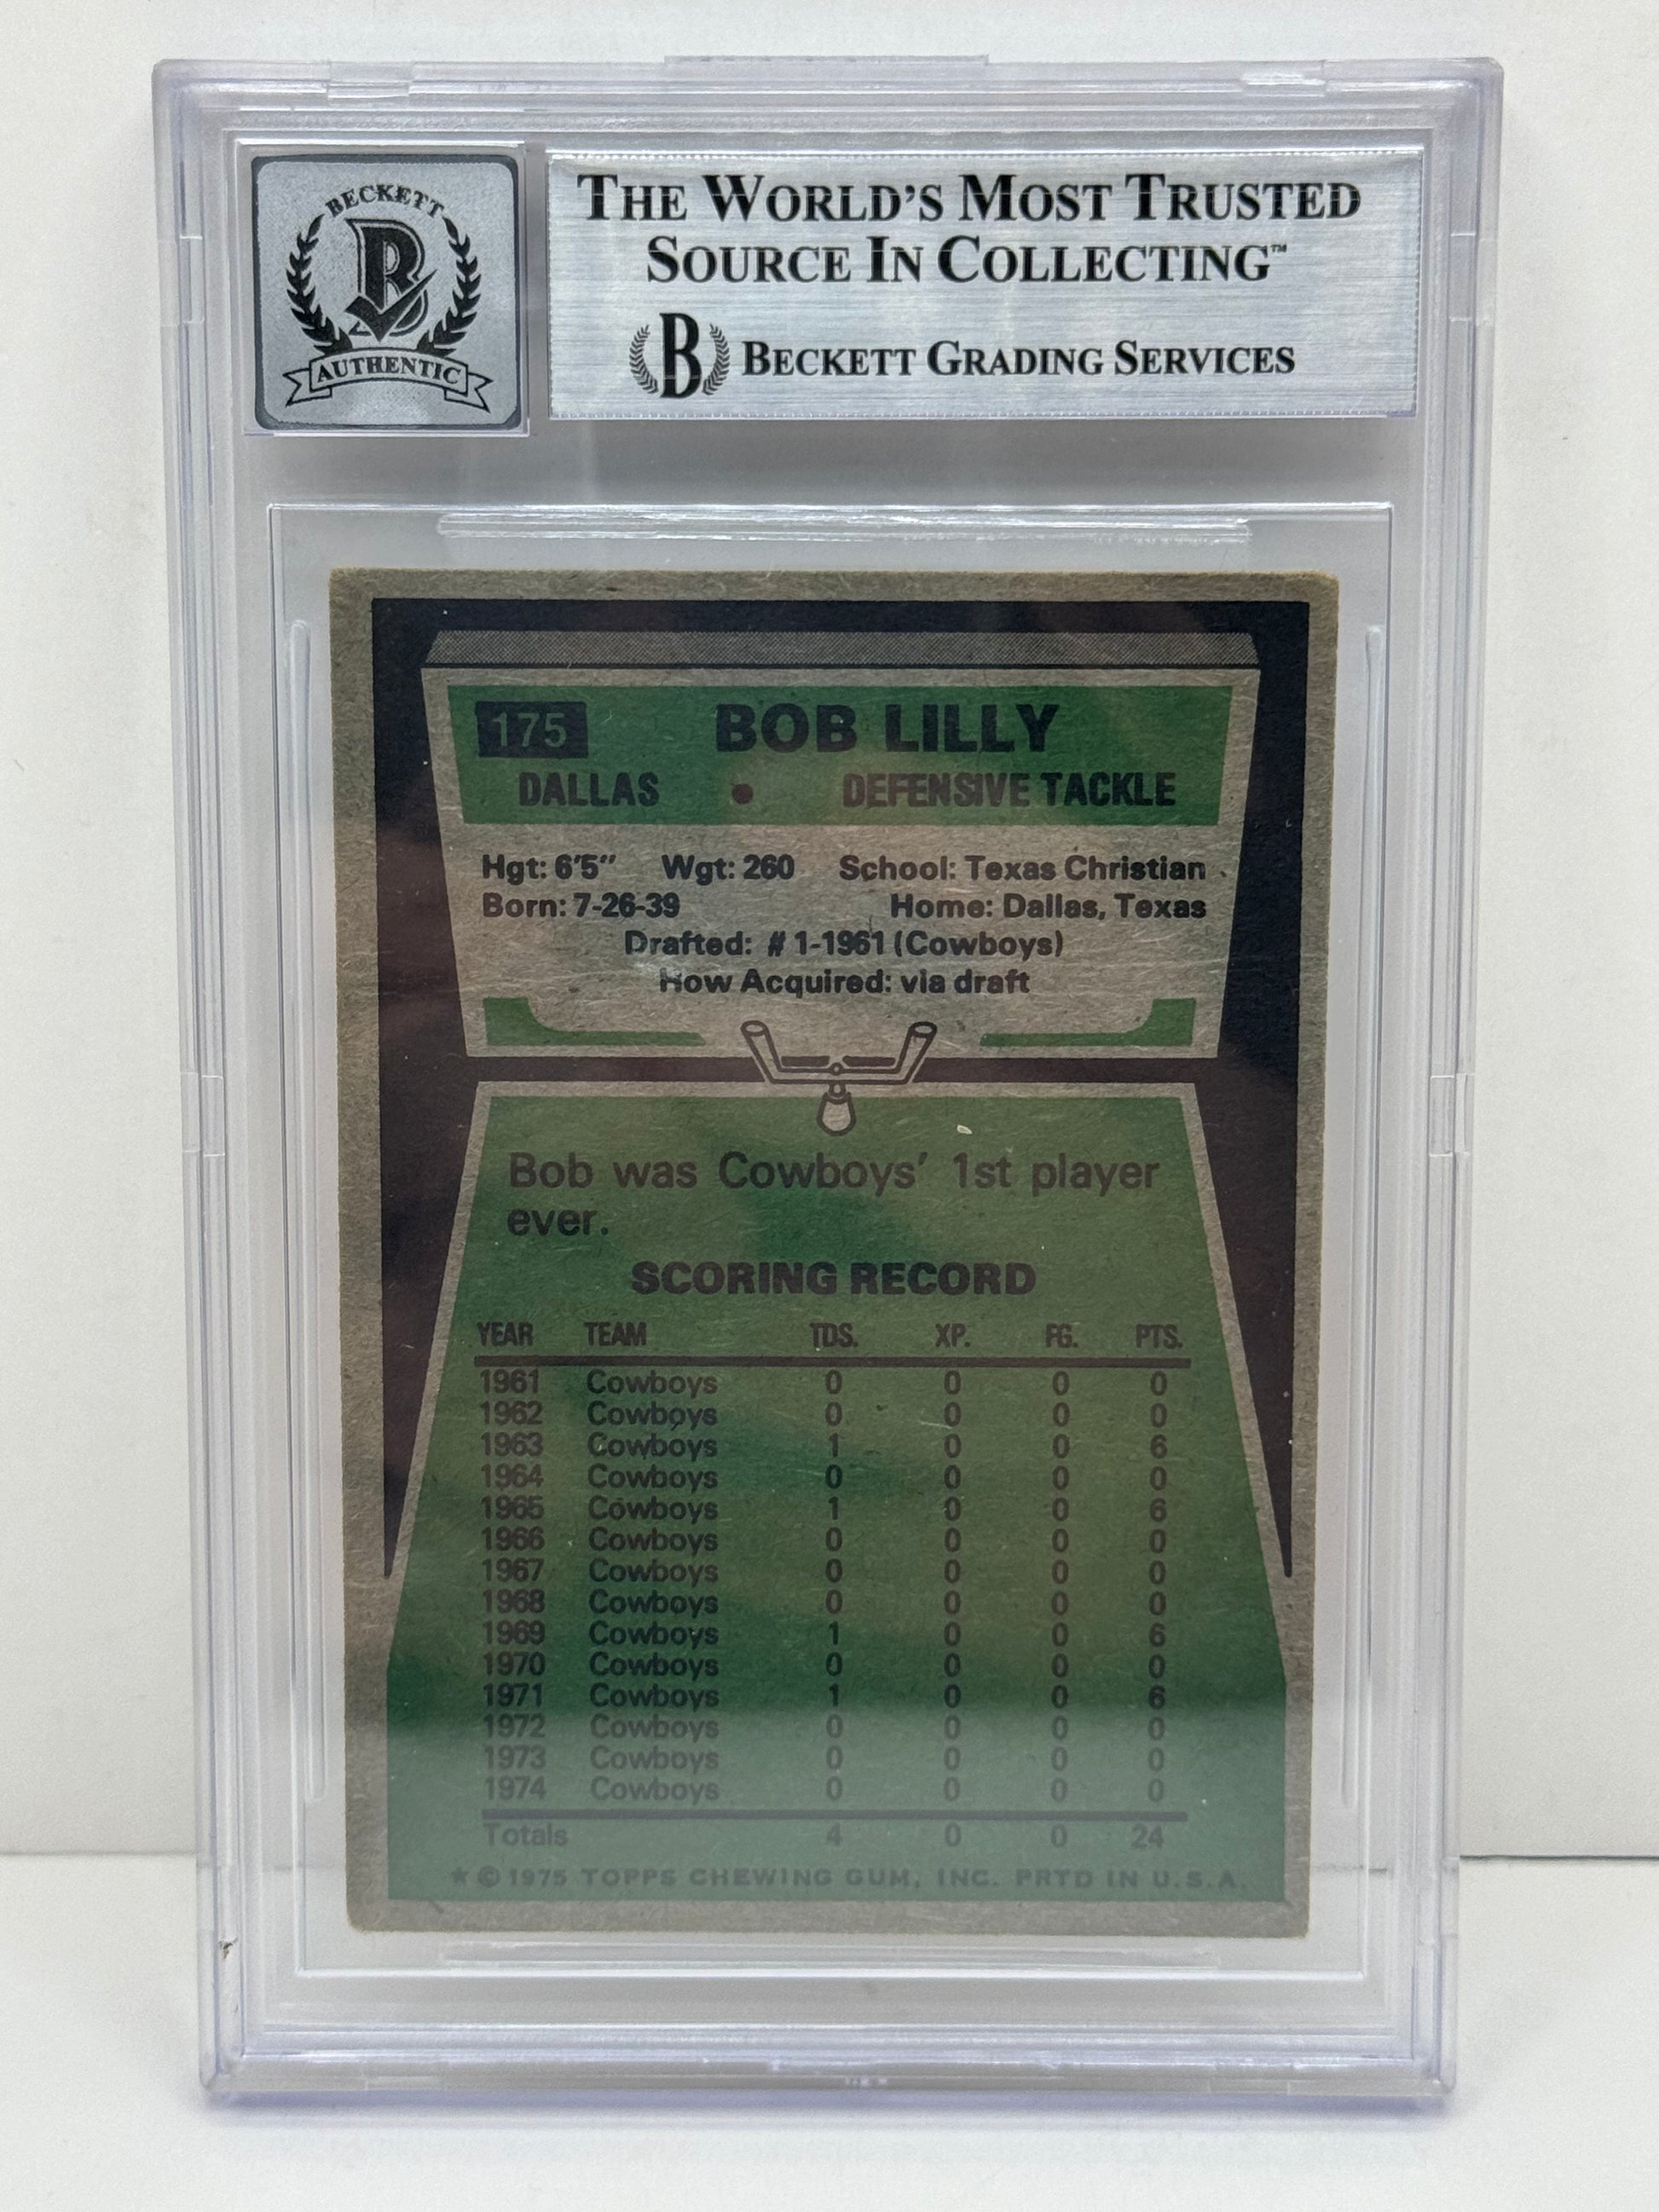 BECKETT
B
AUTHENTIC
THE WORLD'S MOST TRUSTED
SOURCE IN COLLECTING™
B BECKETT GRADING SERVICES
175 BOB LILLY
DALLAS • DEFENSIVE TACKLE
Hgt: 6'5" Wgt: 260 School: Texas Christian
Born: 7-26-39 Home: Dallas, Texas
Drafted: #1-1961 (Cowboys)
How Acquired: via draft
Bob was Cowboys' 1st player
ever.
SCORING RECORD
YEAR TEAM TDS. XP. FG. PTS.
1961 Cowboys 0 0 0 0
1962 Cowboys 0 0 0 0
1963 Cowboys 1 0 0 6
1964 Cowboys 0 0 0 0
1965 Cowboys 1 0 0 6
1966 Cowboys 0 0 0 0
1967 Cowboys 0 0 0 0
1968 Cowboys 0 0 0 0
1969 Cowboys 1 0 0 6
1970 Cowboys 0 0 0 0
1971 Cowboys 1 0 0 6
1972 Cowboys 0 0 0 0
1973 Cowboys 0 0 0 0
1974 Cowboys 0 0 0 0
Totals 4 0 0 24
★ © 1975 TOPPS CHEWING GUM, INC. PRTD IN U.S.A.